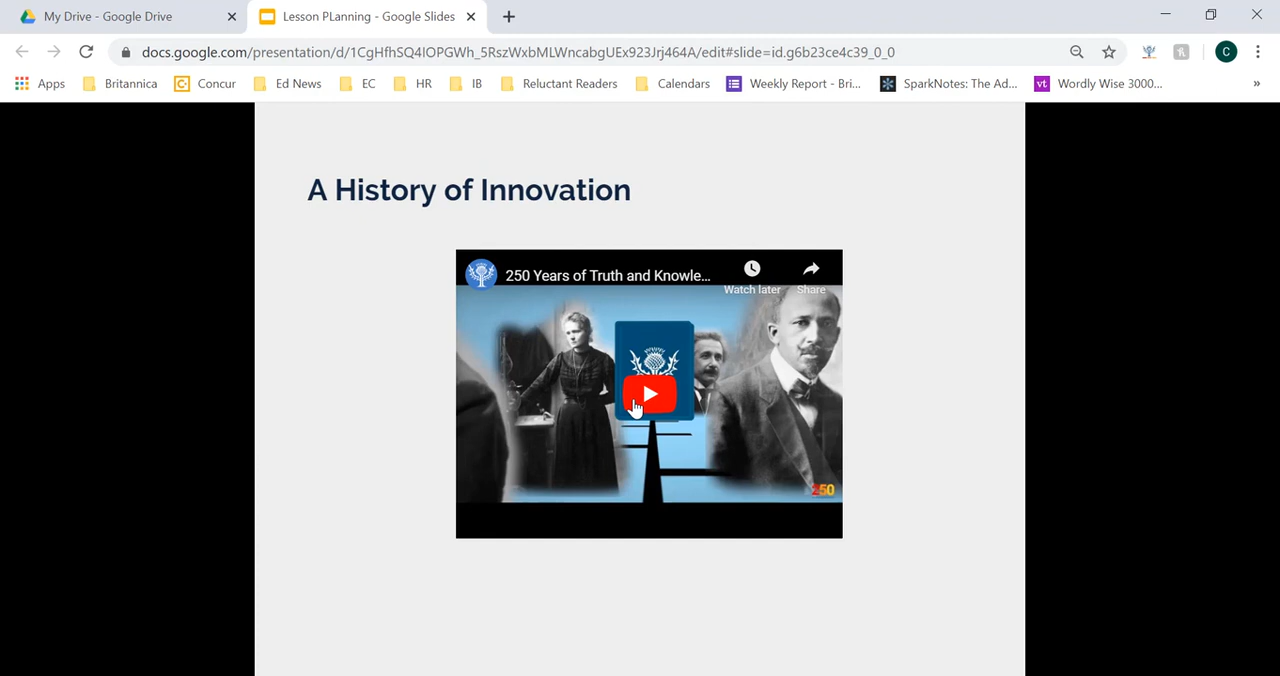 My Drive - Google Drive
Lesson PLanning - Google Slides
docs.google.com/presentation/d/1CgHfhSQ4IOPGWh_5RszWxbMLWncabgUEx923Jrj464A/edit#slide=id.g6b23ce4c39_0_0
C
Apps Britannica Concur Ed News EC HR IB Reluctant Readers Calendars Weekly Report - Bri... SparkNotes: The Ad... vt Wordly Wise 3000... »
A History of Innovation
250 Years of Truth and Knowle...
Watch later Share
250